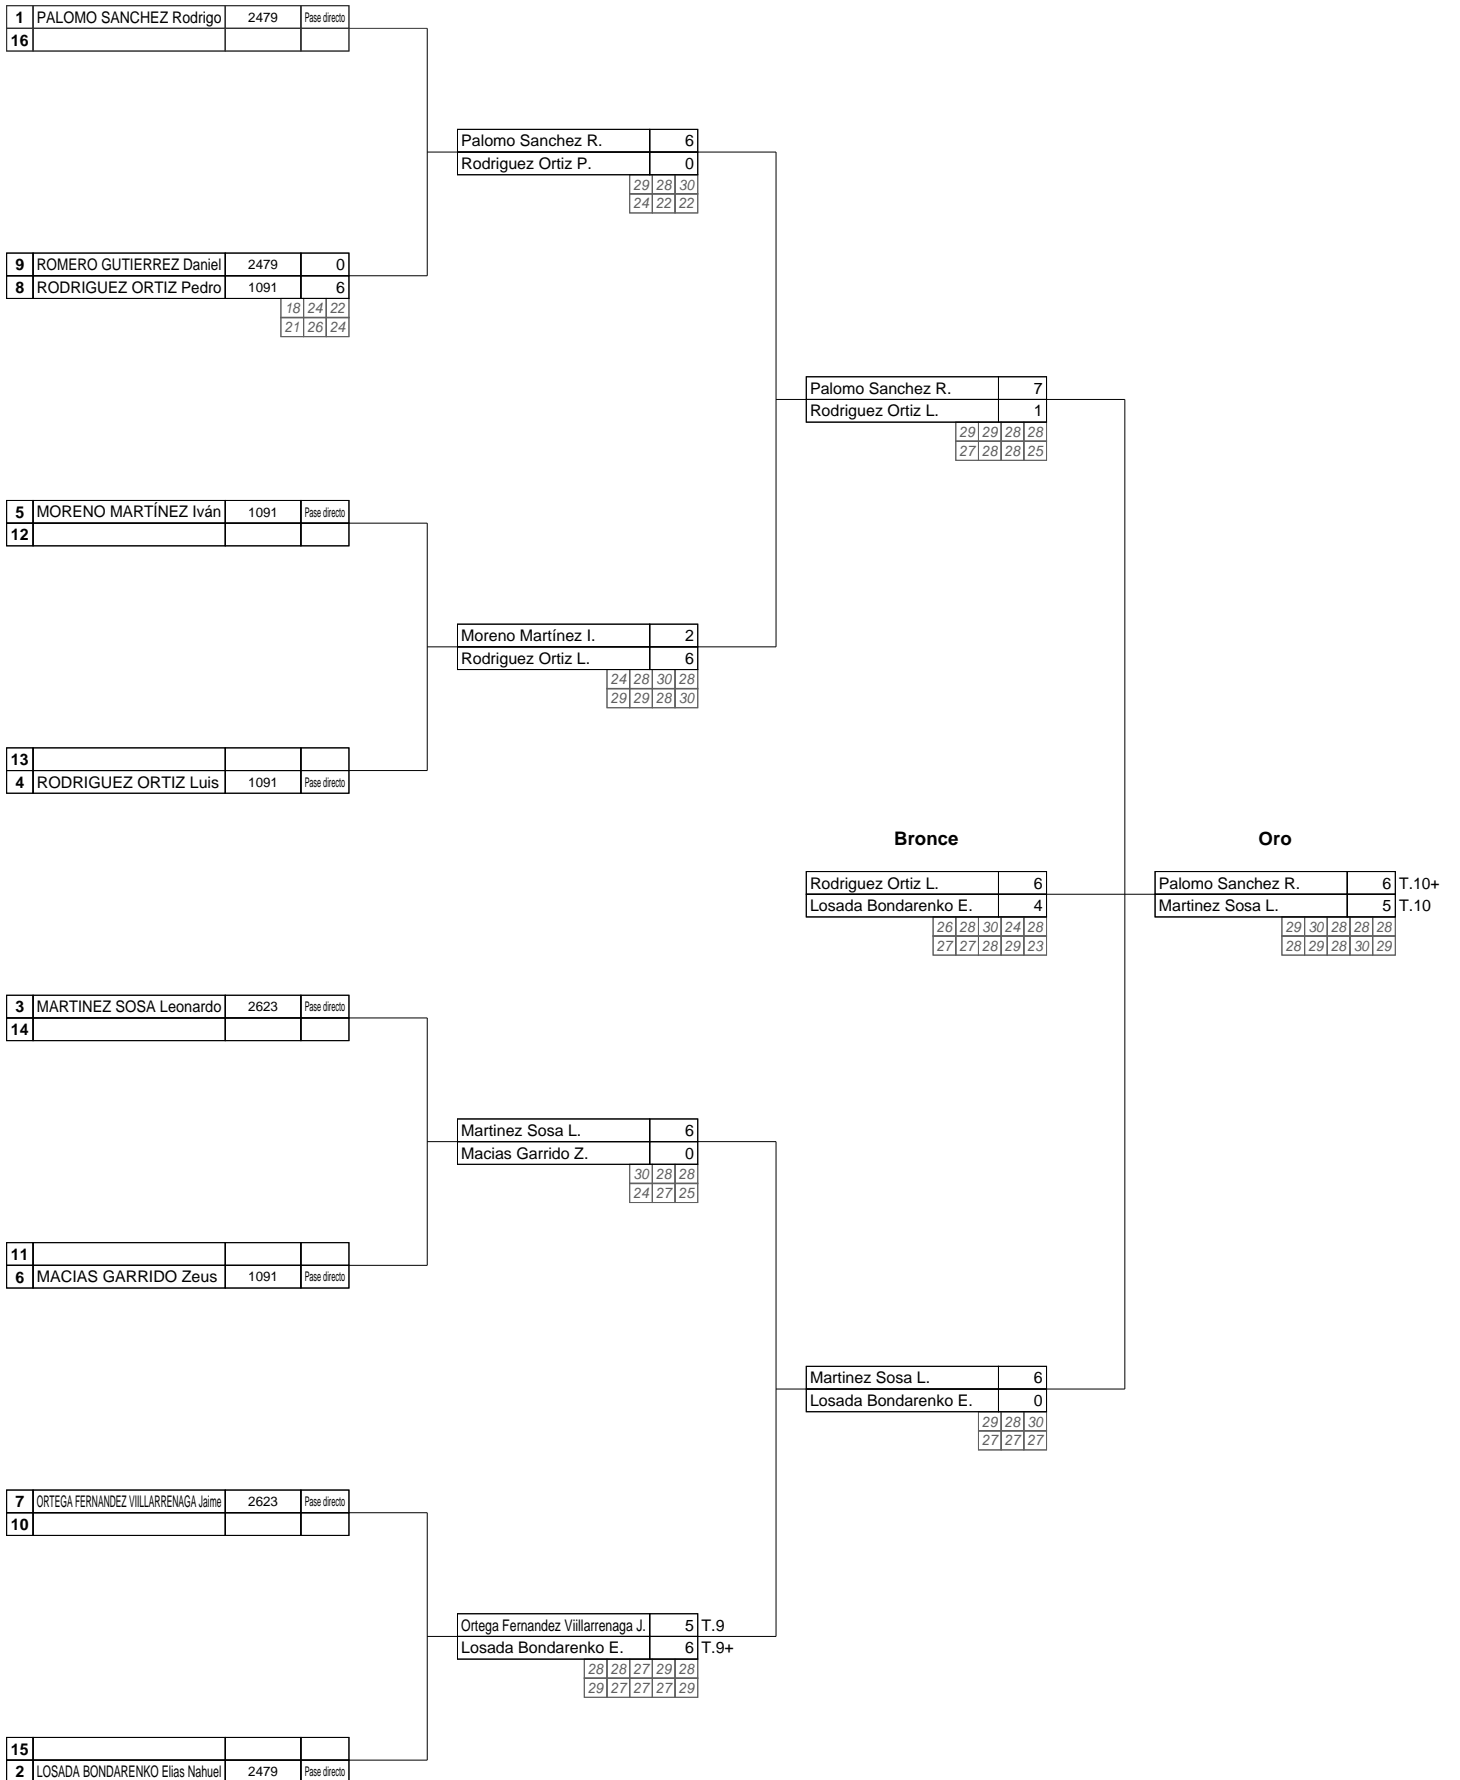 1 PALOMO SANCHEZ Rodrigo 2479 Pase directo
16
Palomo Sanchez R. 6
Rodriguez Ortiz P. 0
29 28 30
24 22 22
9 ROMERO GUTIERREZ Daniel 2479 0
8 RODRIGUEZ ORTIZ Pedro 1091 6
18 24 22
21 26 24
Palomo Sanchez R. 7
Rodriguez Ortiz L. 1
29 29 28 28
27 28 28 25
5 MORENO MARTÍNEZ Iván 1091 Pase directo
12
Moreno Martínez I. 2
Rodriguez Ortiz L. 6
24 28 30 28
29 29 28 30
13
4 RODRIGUEZ ORTIZ Luis 1091 Pase directo
Bronce Oro
Rodriguez Ortiz L. 6 Palomo Sanchez R. 6 T.10+
Losada Bondarenko E. 4 Martinez Sosa L. 5 T.10
26 28 30 24 28 29 30 28 28 28
27 27 28 29 23 28 29 28 30 29
3 MARTINEZ SOSA Leonardo 2623 Pase directo
14
Martinez Sosa L. 6
Macias Garrido Z. 0
30 28 28
24 27 25
11
6 MACIAS GARRIDO Zeus 1091 Pase directo
Martinez Sosa L. 6
Losada Bondarenko E. 0
29 28 30
27 27 27
7 ORTEGA FERNANDEZ VIILLARRENAGA Jaime 2623 Pase directo
10
Ortega Fernandez Viillarrenaga J. 5 T.9
Losada Bondarenko E. 6 T.9+
28 28 27 29 28
29 27 27 27 29
15
2 LOSADA BONDARENKO Elias Nahuel 2479 Pase directo